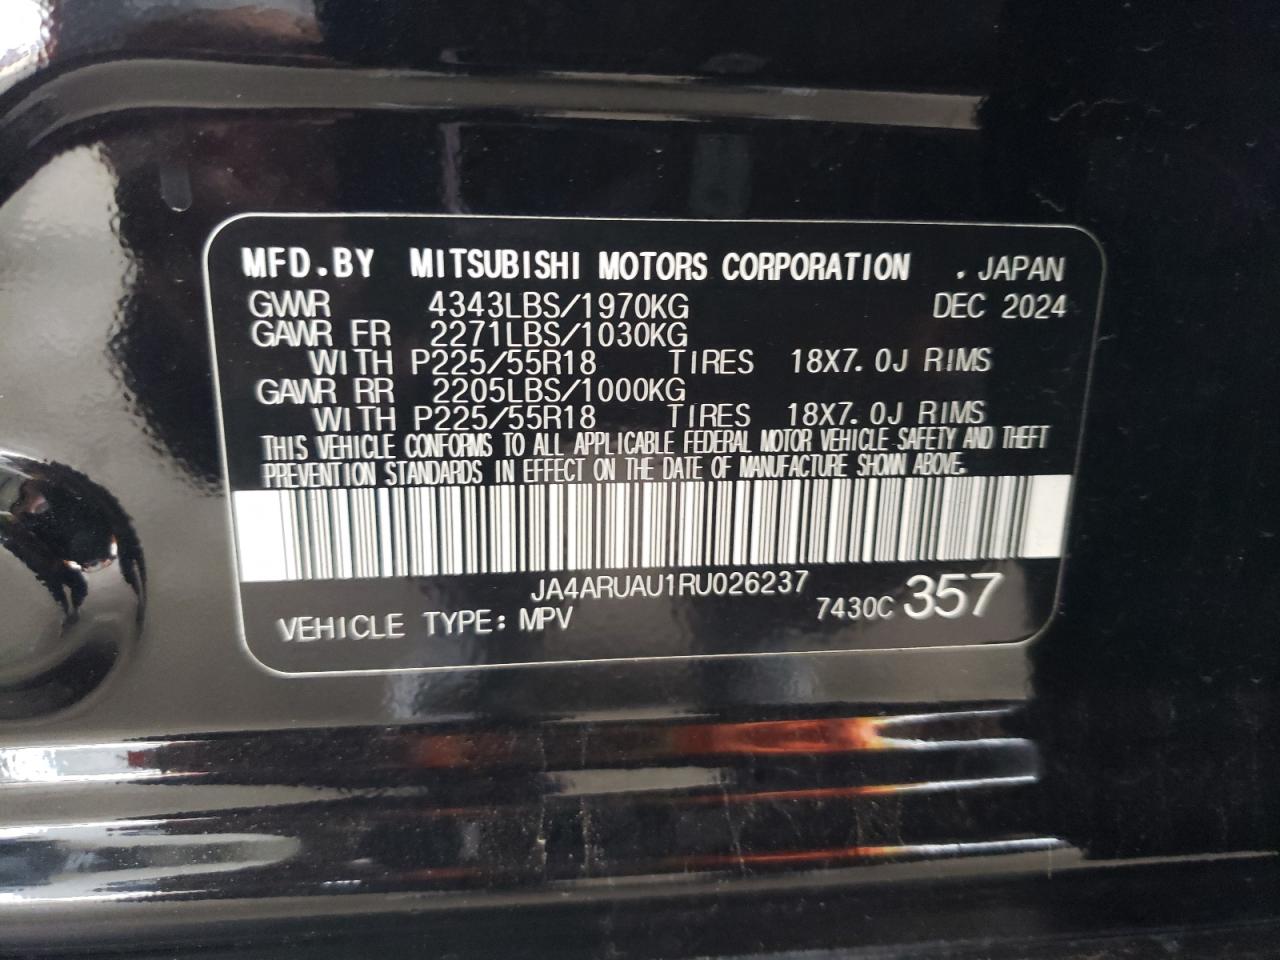 MFD.BY MITSUBISHI MOTORS CORPORATION . JAPAN
GVWR 4343LBS/1970KG DEC 2024
GAWR FR 2271LBS/1030KG
WITH P225/55R18 TIRES 18X7.0J RIMS
GAWR RR 2205LBS/1000KG
WITH P225/55R18 TIRES 18X7.0J RIMS
THIS VEHICLE CONFORMS TO ALL APPLICABLE FEDERAL MOTOR VEHICLE SAFETY AND THEFT
PREVENTION STANDARDS IN EFFECT ON THE DATE OF MANUFACTURE SHOWN ABOVE.
JA4ARUAU1RU026237
VEHICLE TYPE: MPV 7430C 357